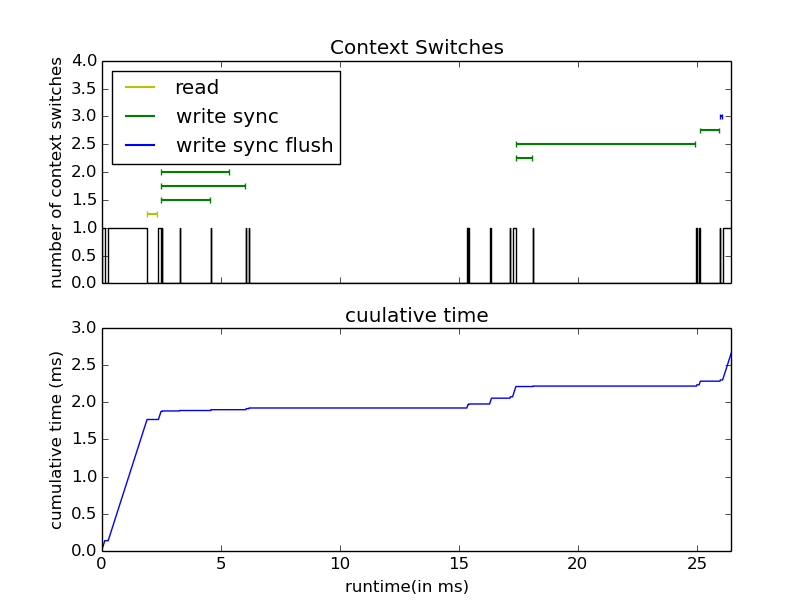 Context Switches
number of context switches
4.0
3.5
3.0
2.5
2.0
1.5
1.0
0.5
0.0
read
write sync
write sync flush
cuulative time
cumulative time (ms)
3.0
2.5
2.0
1.5
1.0
0.5
0.0
0 5 10 15 20 25
runtime(in ms)